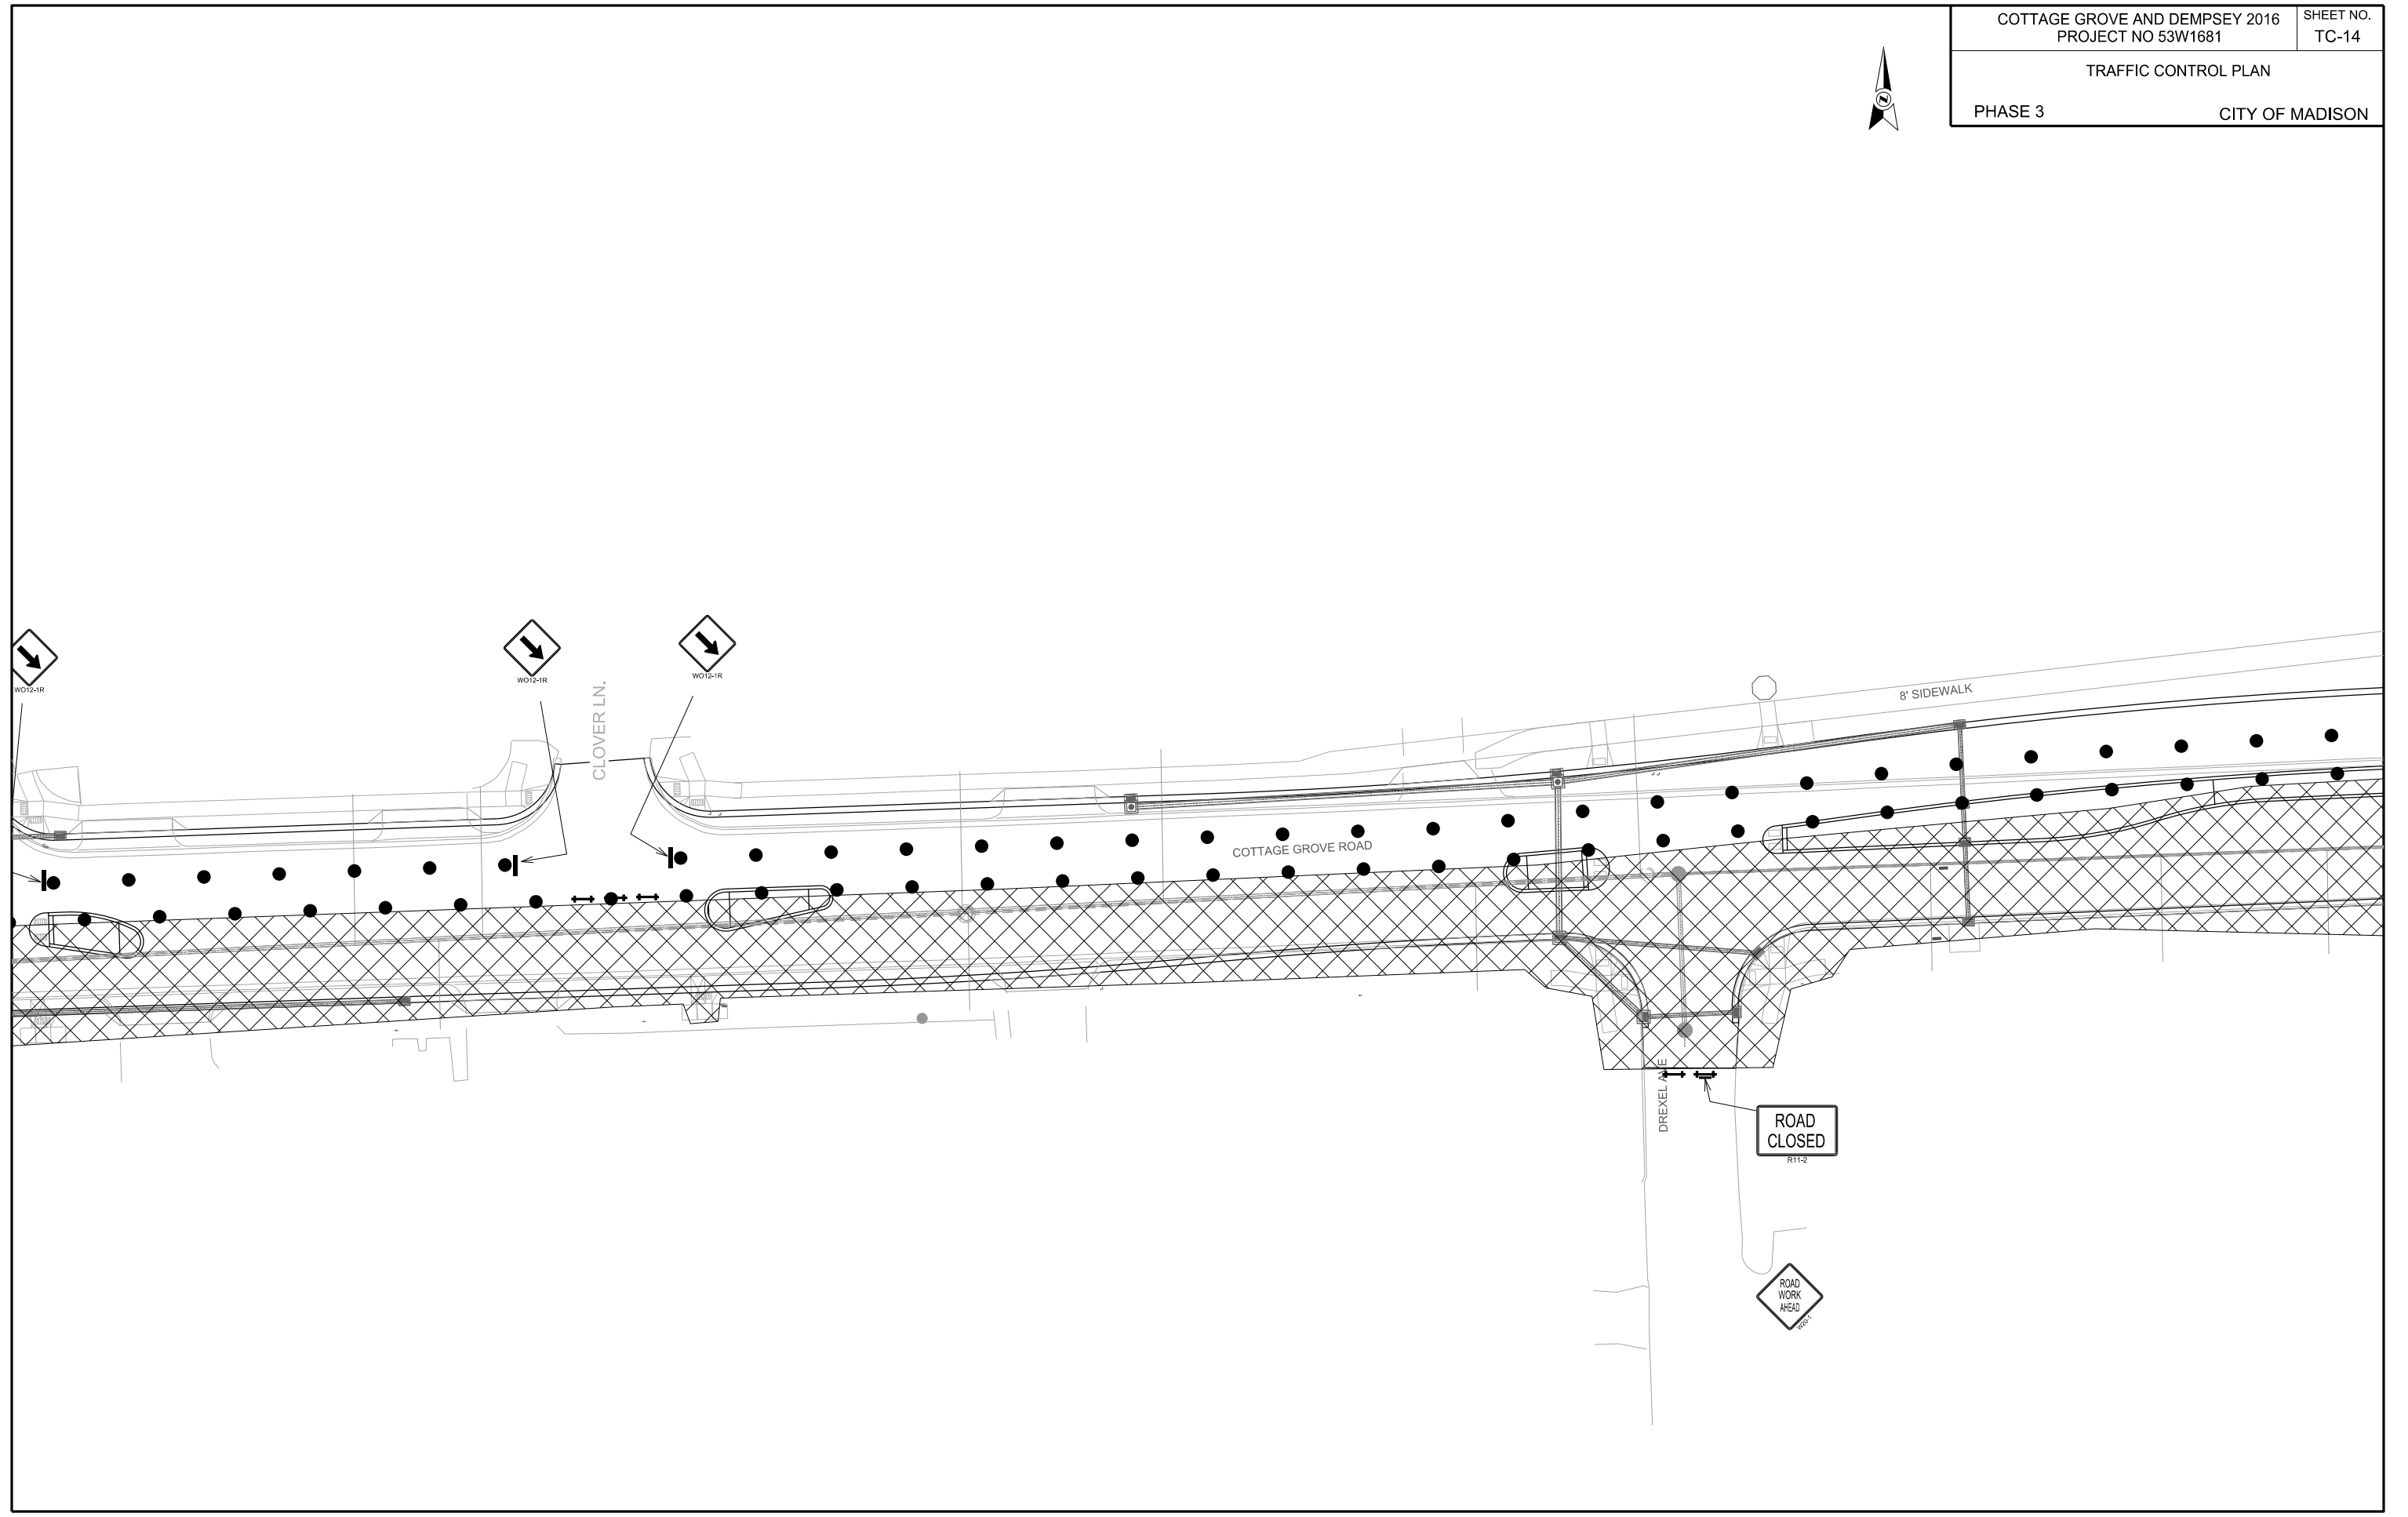 COTTAGE GROVE AND DEMPSEY 2016
PROJECT NO 53W1681
SHEET NO.
TC-14
TRAFFIC CONTROL PLAN
PHASE 3
CITY OF MADISON
N
WO12-1R
WO12-1R
WO12-1R
CLOVER LN.
8' SIDEWALK
COTTAGE GROVE ROAD
DREXEL AVE
ROAD
CLOSED
R11-2
ROAD
WORK
AHEAD
W20-1